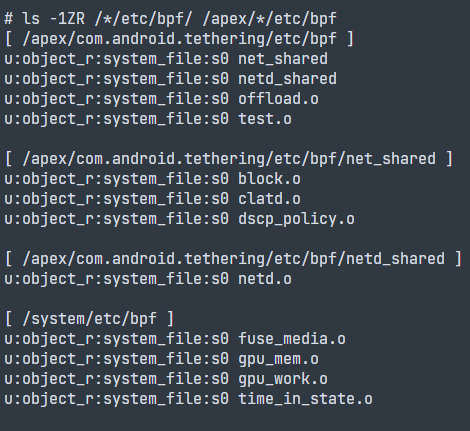 # ls -1ZR /*/etc/bpf/ /apex/*/etc/bpf
[ /apex/com.android.tethering/etc/bpf ]
u:object_r:system_file:s0 net_shared
u:object_r:system_file:s0 netd_shared
u:object_r:system_file:s0 offload.o
u:object_r:system_file:s0 test.o

[ /apex/com.android.tethering/etc/bpf/net_shared ]
u:object_r:system_file:s0 block.o
u:object_r:system_file:s0 clatd.o
u:object_r:system_file:s0 dscp_policy.o

[ /apex/com.android.tethering/etc/bpf/netd_shared ]
u:object_r:system_file:s0 netd.o

[ /system/etc/bpf ]
u:object_r:system_file:s0 fuse_media.o
u:object_r:system_file:s0 gpu_mem.o
u:object_r:system_file:s0 gpu_work.o
u:object_r:system_file:s0 time_in_state.o